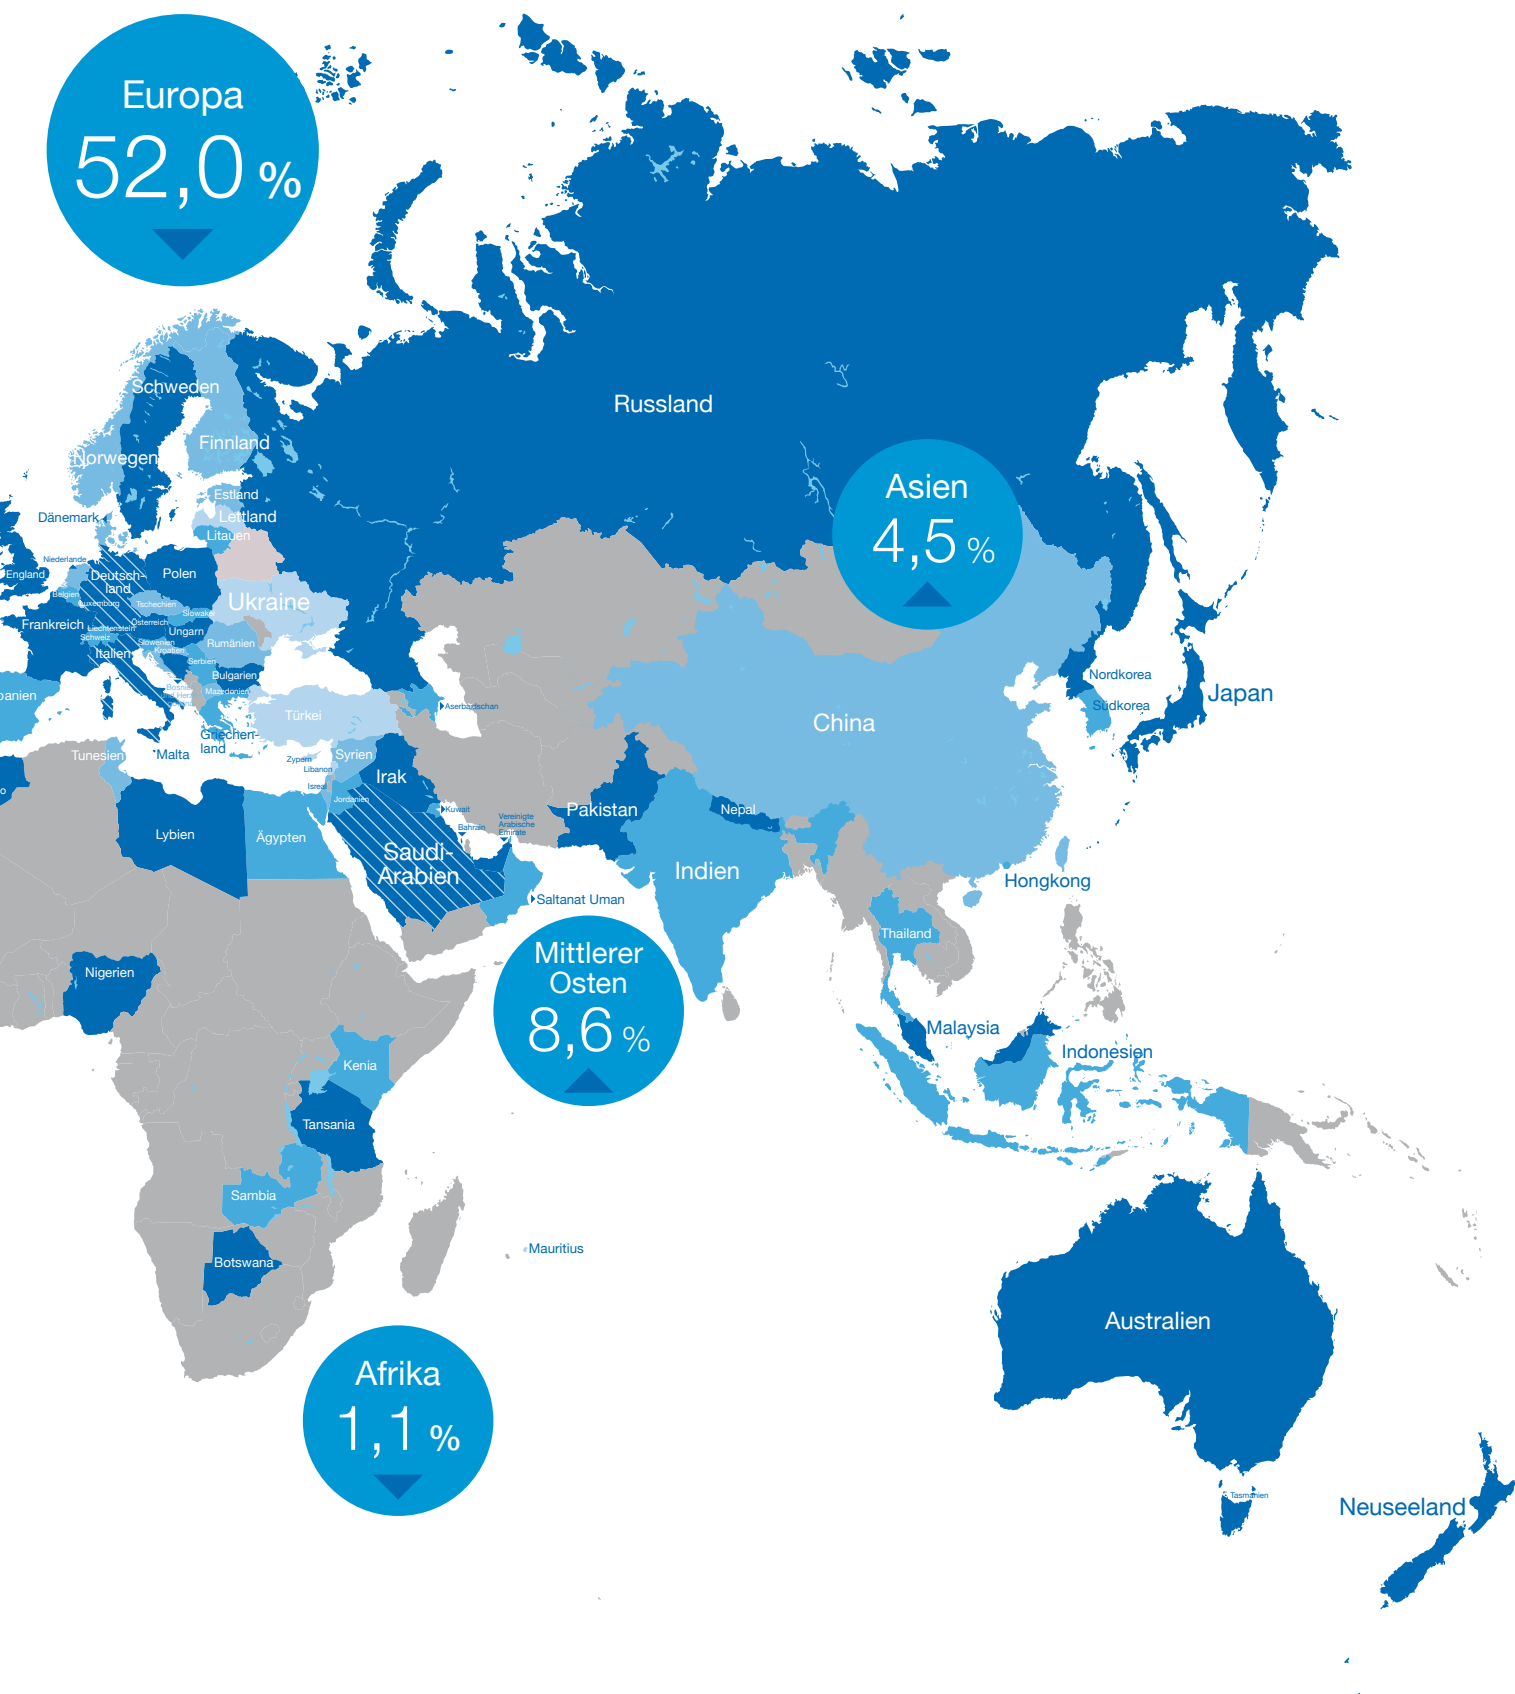 Europa
52,0 %
Schweden
Russland
Finnland
Norwegen
Asien
4,5 %
Estland
Lettland
Dänemark
Litauen
Niederlande
England
Deutsch-
land
Polen
Belgien
Luxemburg
Tschechien
Ukraine
Slowakei
Frankreich
Österreich
Liechtenstein
Ungarn
Schweiz
Slowenien
Rumänien
Kroatien
Italien
Serbien
Bulgarien
Nordkorea
Bosnien
Mazedonien
anien
Japan
Aserbaidschan
Südkorea
Türkei
China
Griechen-
land
Tunesien
Malta
Syrien
Zypern
Libanon
Irak
Isreal
o
Jordanien
Kuwait
Pakistan
Nepal
Vereinigte
Arabische
Emirate
Bahrain
Lybien
Ägypten
Saudi-
Arabien
Indien
Hongkong
Saltanat Uman
Thailand
Mittlerer
Osten
8,6 %
Nigerien
Malaysia
Indonesien
Kenia
Tansania
Sambia
Mauritius
Botswana
Australien
Afrika
1,1 %
Tasmanien
Neuseeland